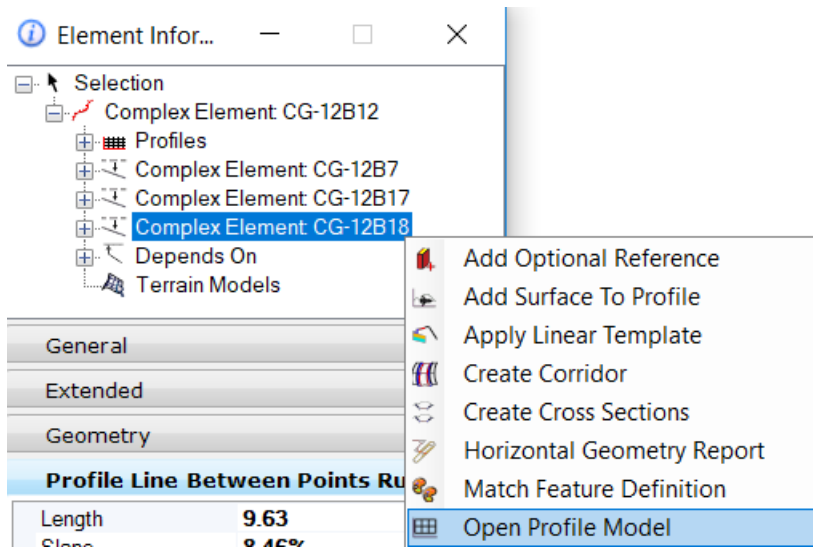 Element Infor...
Selection
Complex Element: CG-12B12
Profiles
Complex Element: CG-12B7
Complex Element: CG-12B17
Complex Element: CG-12B18
Depends On
Terrain Models
Add Optional Reference
Add Surface To Profile
Apply Linear Template
Create Corridor
Create Cross Sections
Horizontal Geometry Report
Match Feature Definition
Open Profile Model
General
Extended
Geometry
Profile Line Between Points Ru
Length 9.63
Slope 8.46%